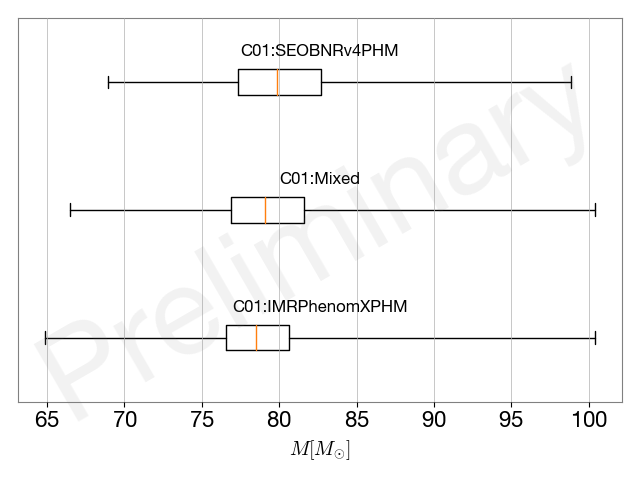 C01:SEOBNRv4PHM
C01:Mixed
C01:IMRPhenomXPHM
Preliminary
65 70 75 80 85 90 95 100
M[M⊙]